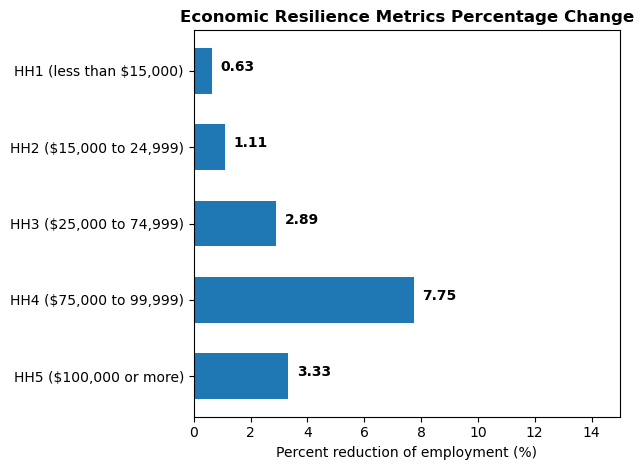 Economic Resilience Metrics Percentage Change
HH1 (less than $15,000)
0.63
HH2 ($15,000 to 24,999)
1.11
HH3 ($25,000 to 74,999)
2.89
HH4 ($75,000 to 99,999)
7.75
HH5 ($100,000 or more)
3.33
0 2 4 6 8 10 12 14
Percent reduction of employment (%)